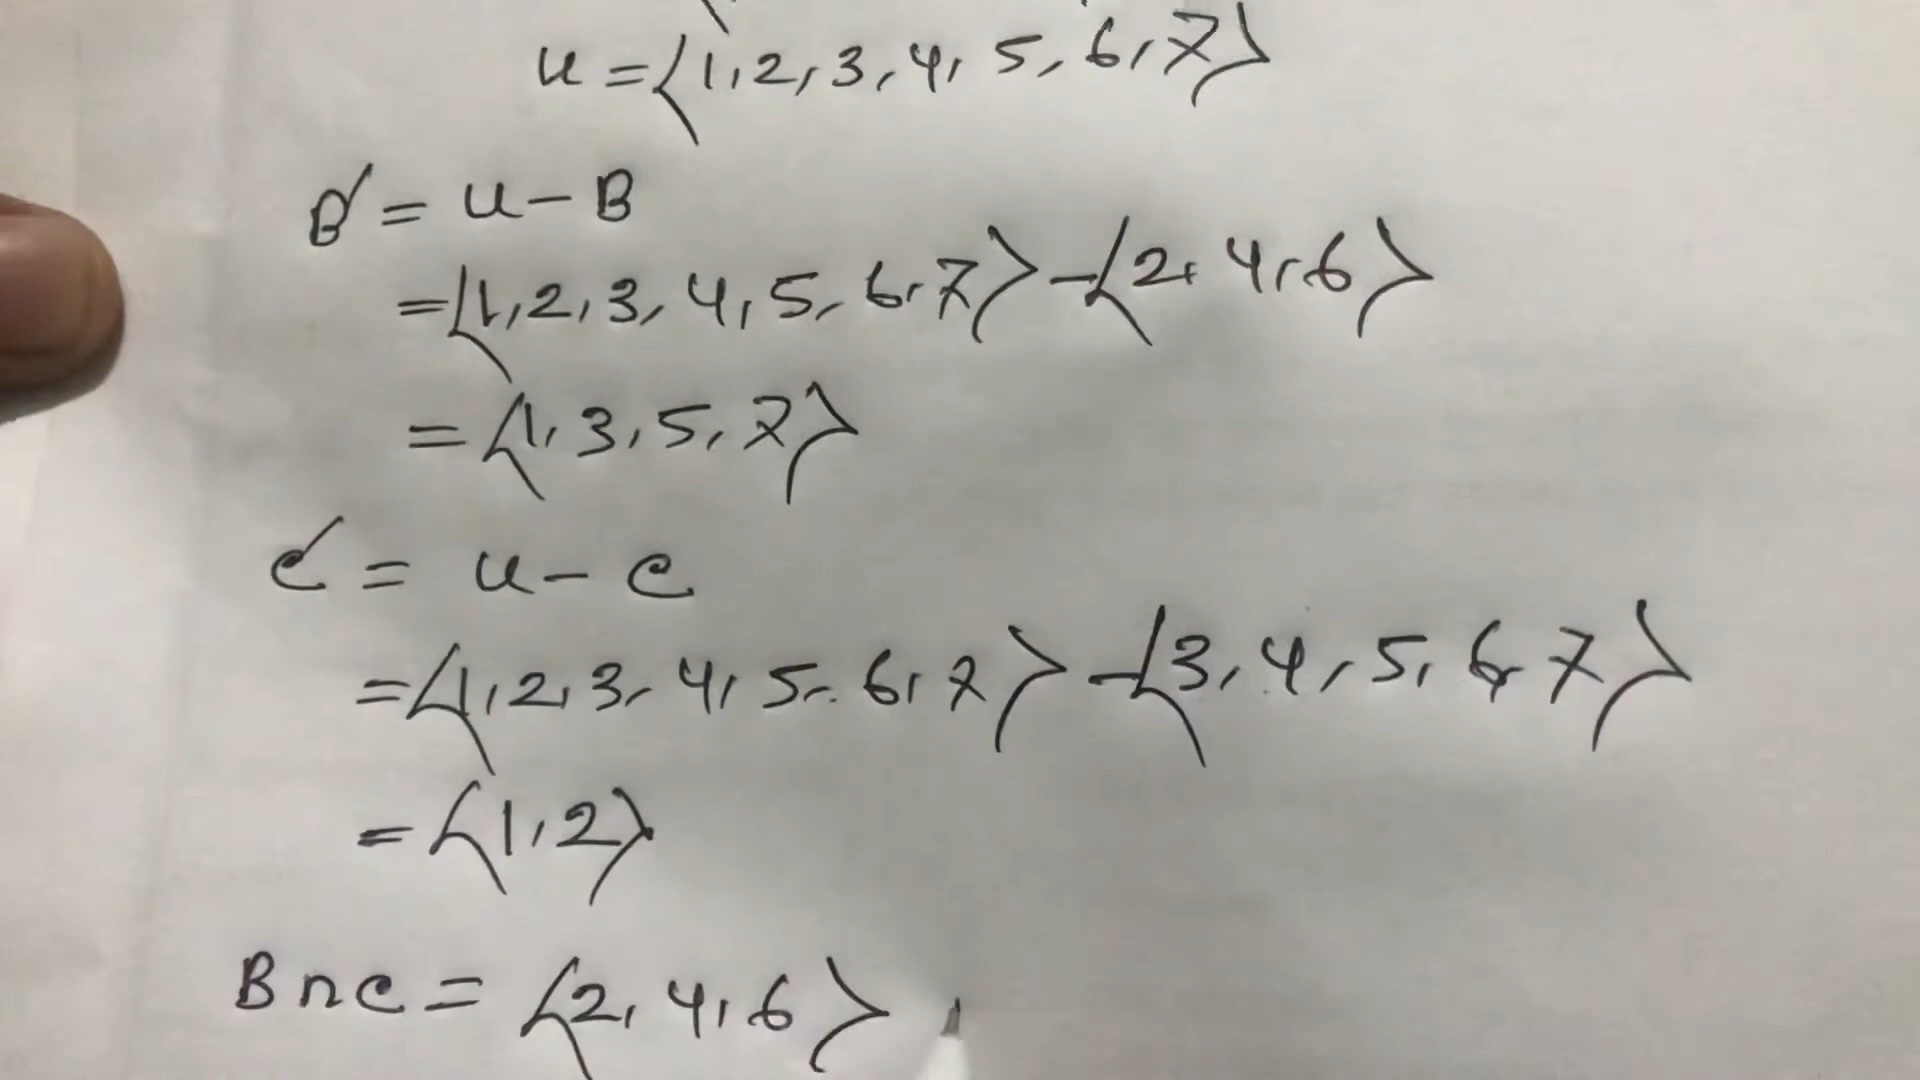 u = {1, 2, 3, 4, 5, 6, 7}
B' = u - B
= {1, 2, 3, 4, 5, 6, 7} - {2, 4, 6}
= {1, 3, 5, 7}
c' = u - c
= {1, 2, 3, 4, 5, 6, 7} - {3, 4, 5, 6, 7}
= {1, 2}
B ∩ c = {2, 4, 6}